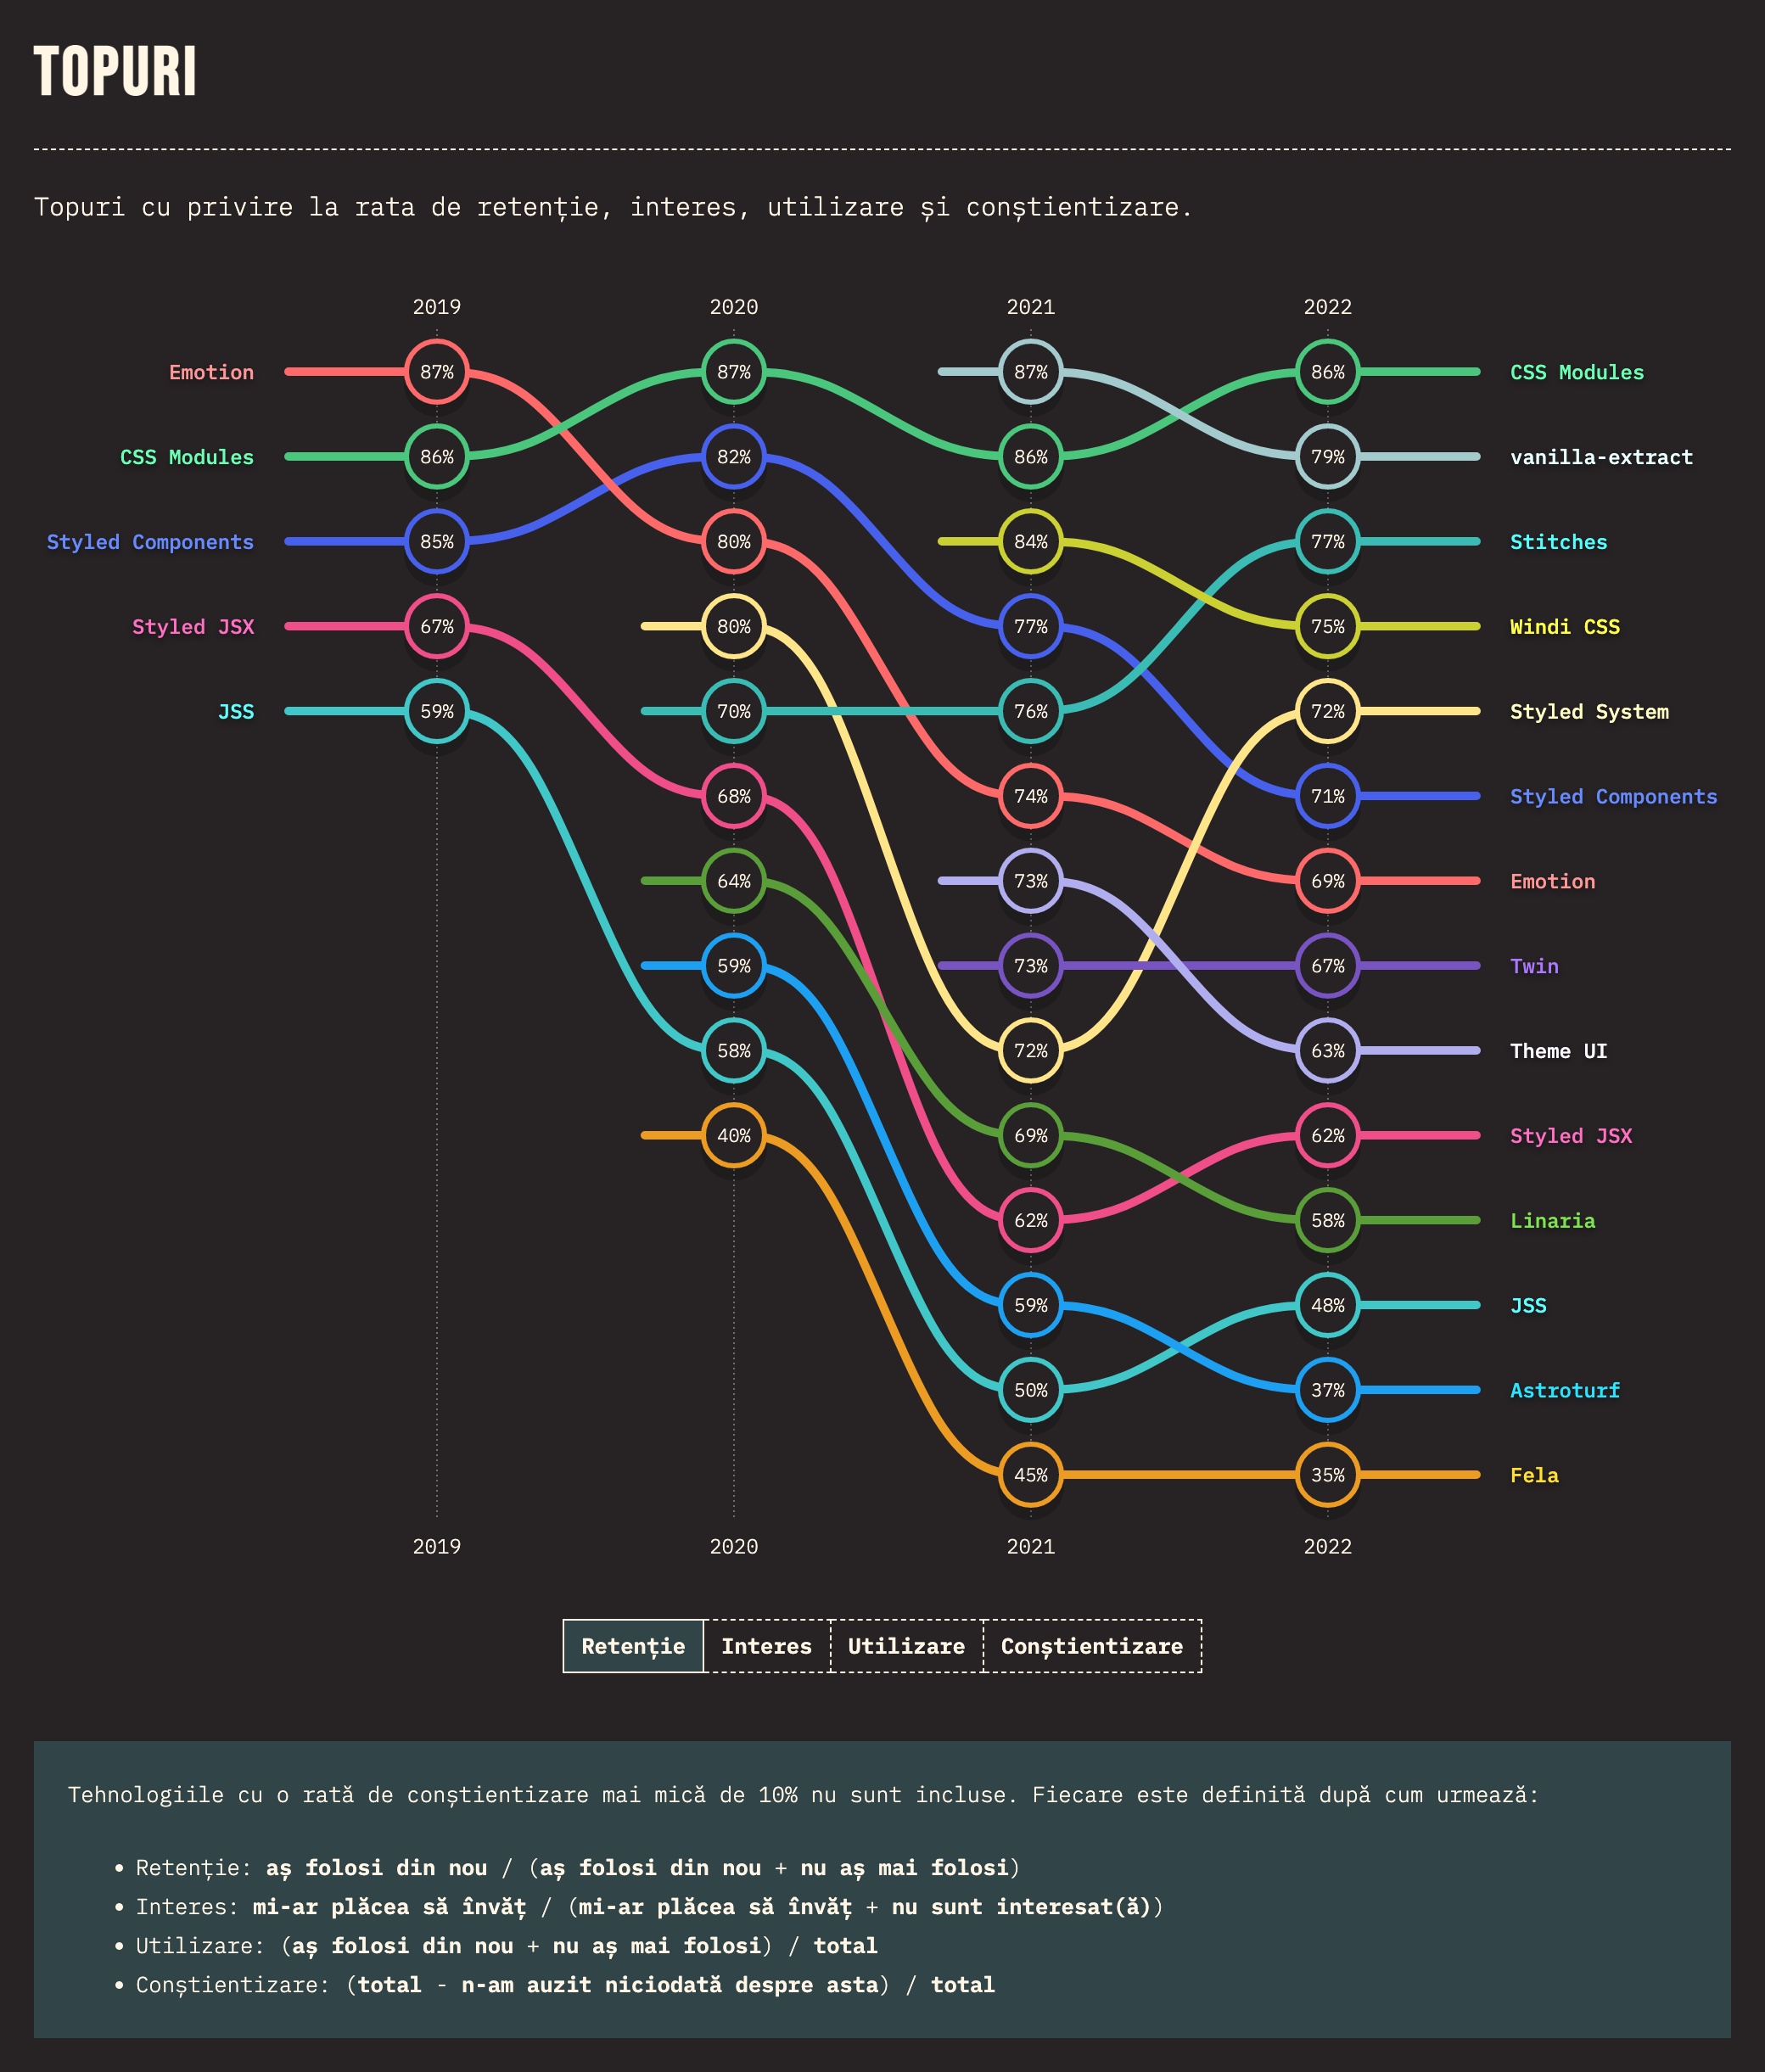 TOPURI
Topuri cu privire la rata de retenție, interes, utilizare și conștientizare.
2019 2020 2021 2022
Emotion 87% 87% 87% 86% CSS Modules
CSS Modules 86% 82% 86% 79% vanilla-extract
Styled Components 85% 80% 84% 77% Stitches
Styled JSX 67% 80% 77% 75% Windi CSS
JSS 59% 70% 76% 72% Styled System
68% 74% 71% Styled Components
64% 73% 69% Emotion
59% 73% 67% Twin
58% 72% 63% Theme UI
40% 69% 62% Styled JSX
62% 58% Linaria
59% 48% JSS
50% 37% Astroturf
45% 35% Fela
2019 2020 2021 2022
Retenție Interes Utilizare Conștientizare
Tehnologiile cu o rată de conștientizare mai mică de 10% nu sunt incluse. Fiecare este definită după cum urmează:
• Retenție: aș folosi din nou / (aș folosi din nou + nu aș mai folosi)
• Interes: mi-ar plăcea să învăț / (mi-ar plăcea să învăț + nu sunt interesat(ă))
• Utilizare: (aș folosi din nou + nu aș mai folosi) / total
• Conștientizare: (total - n-am auzit niciodată despre asta) / total